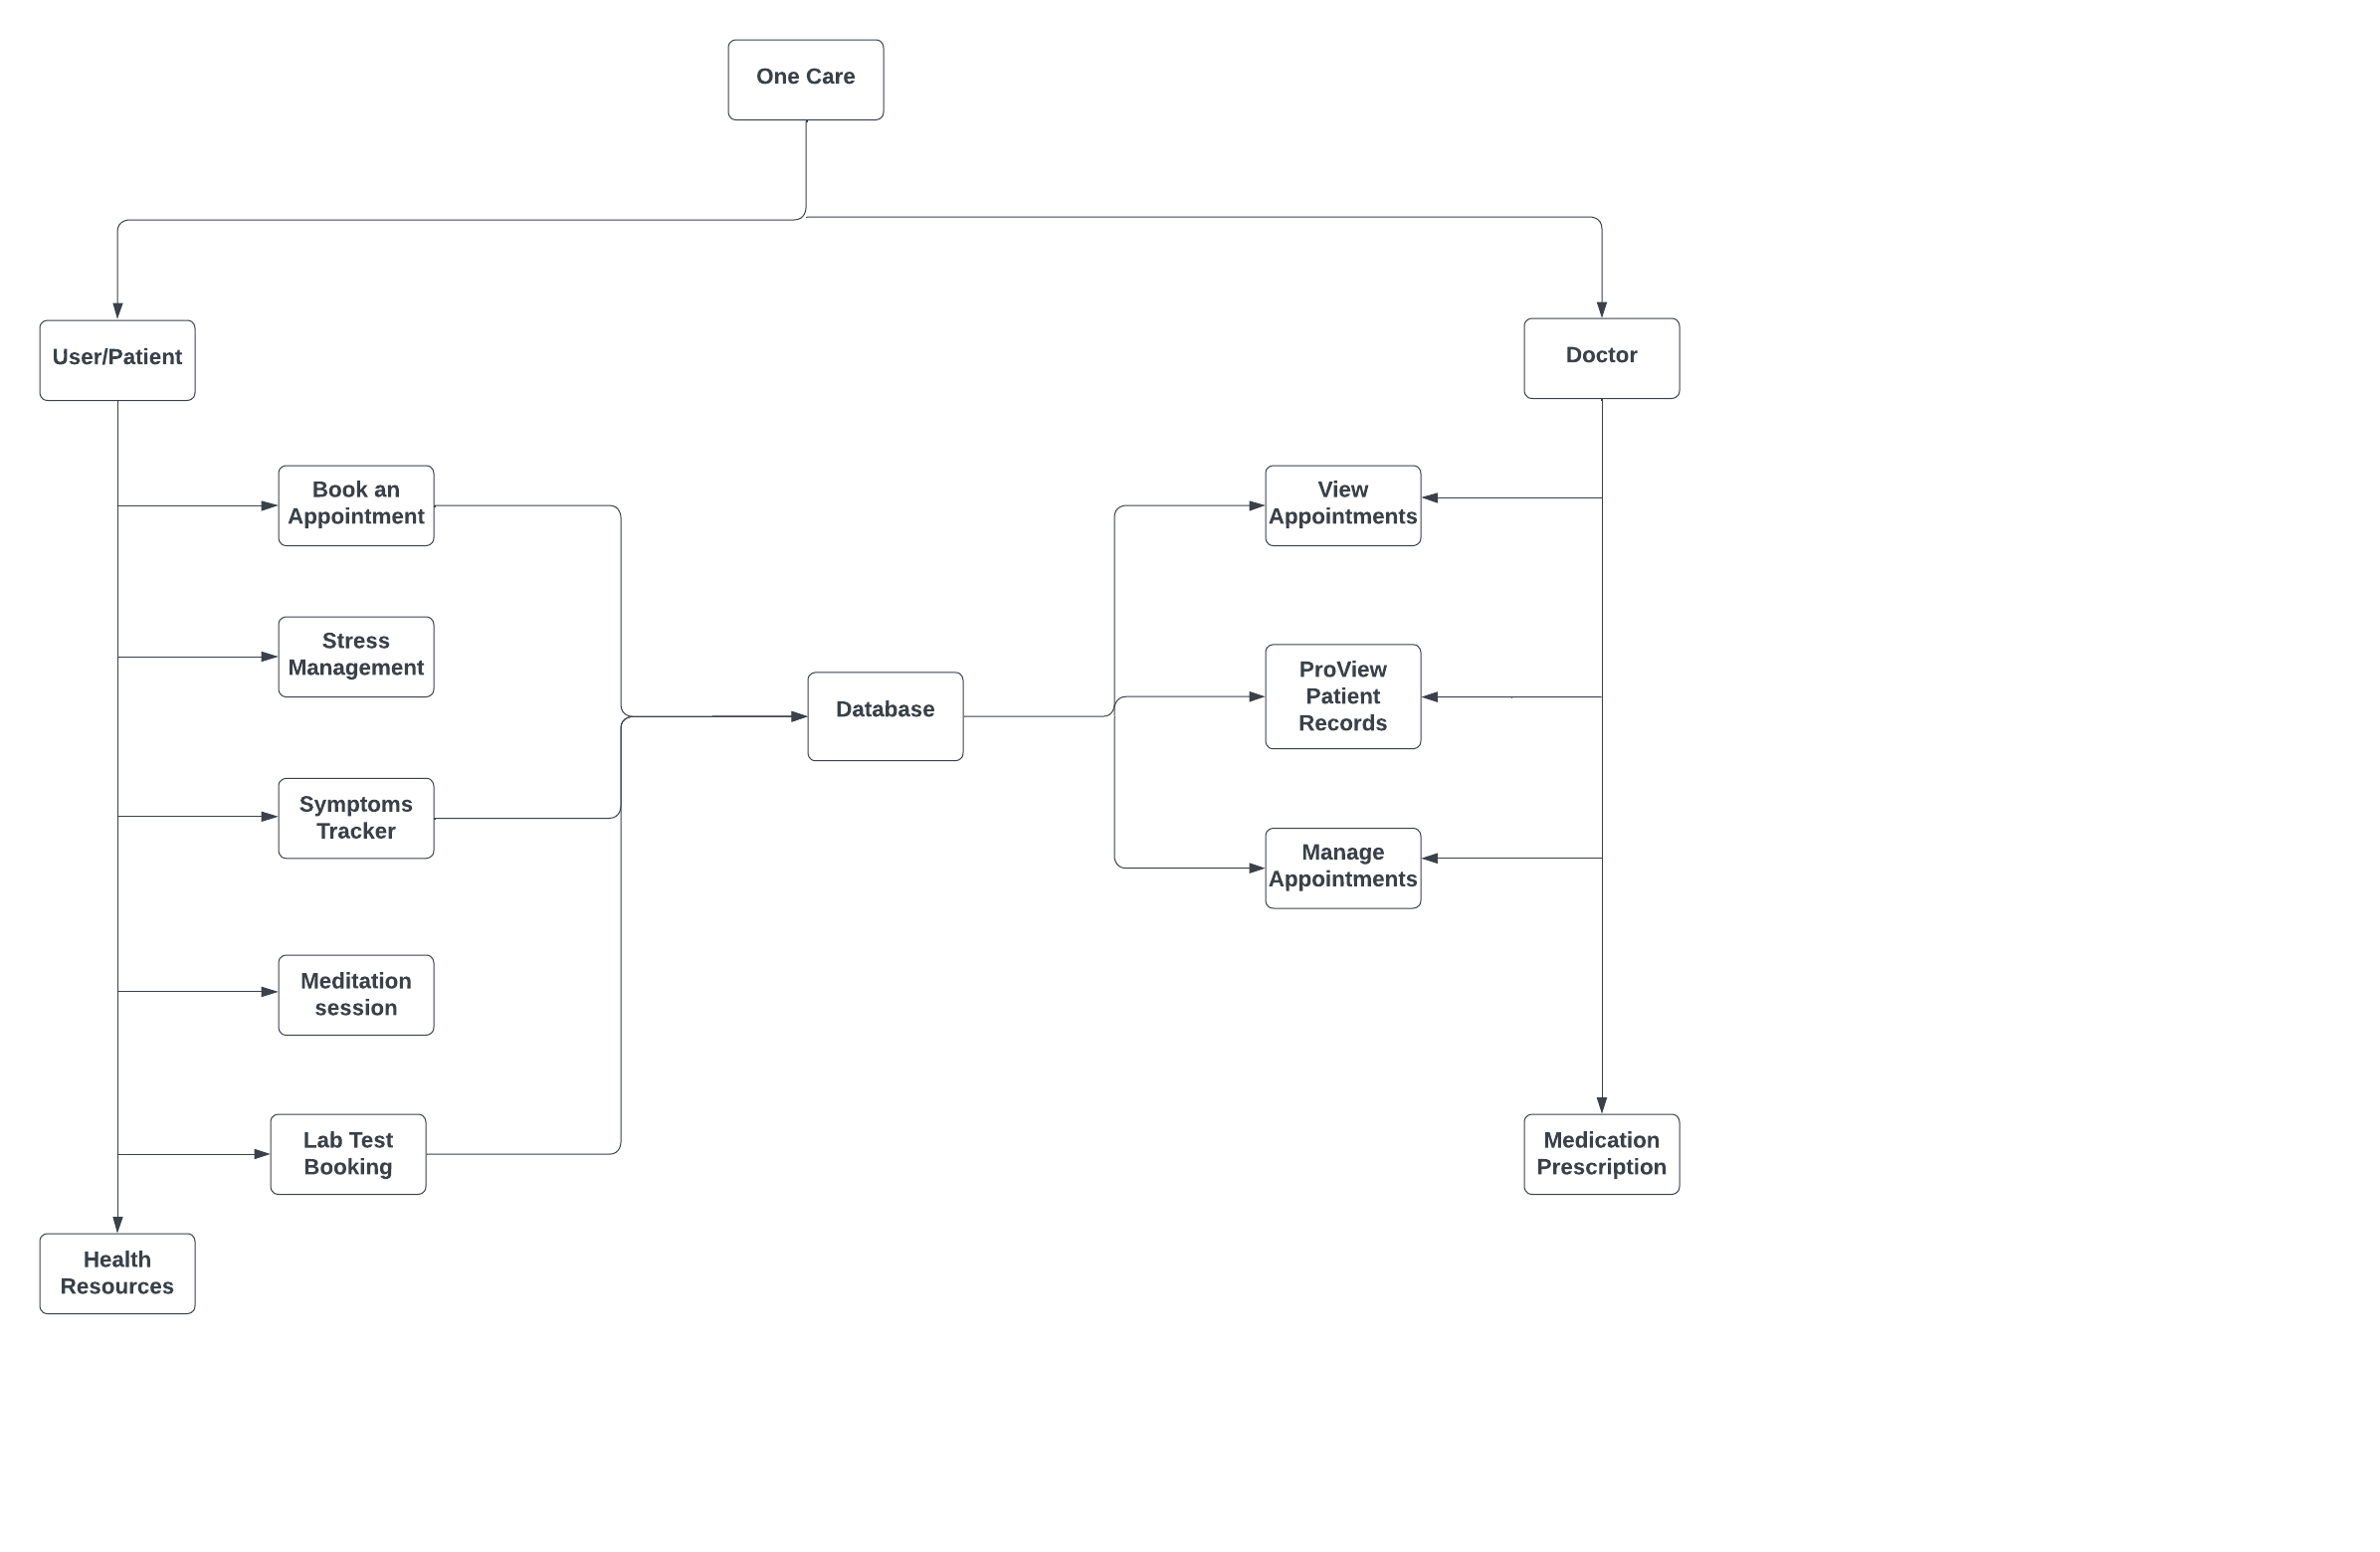 One Care
User/Patient
Doctor
Book an
Appointment
View
Appointments
Stress
Management
ProView
Patient
Records
Database
Symptoms
Tracker
Manage
Appointments
Meditation
session
Lab Test
Booking
Medication
Prescription
Health
Resources